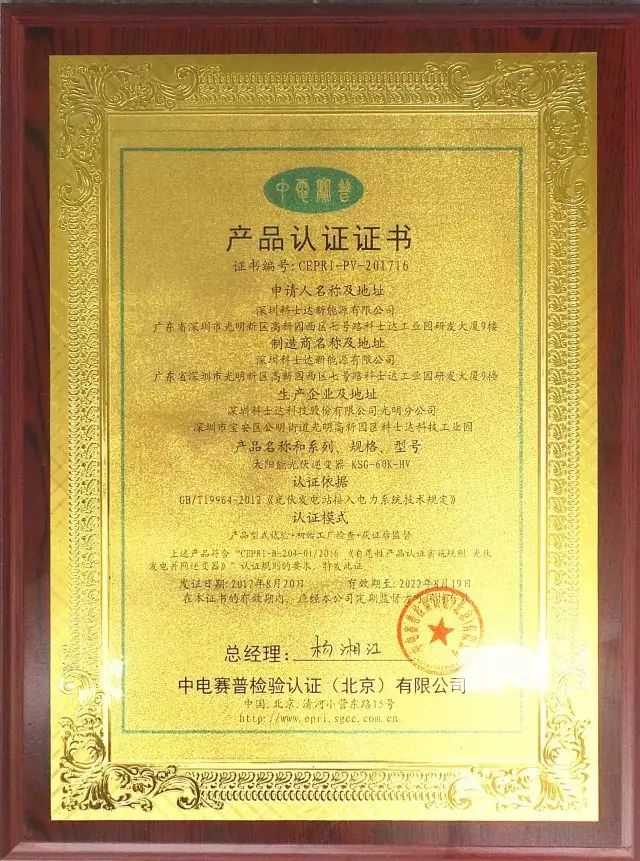 中電賽普
产品认证证书
证书编号:CEPRI-PV-201716
申请人名称及地址
深圳科士达新能源有限公司
广东省深圳市光明新区高新园西区七号路科士达工业园研发大厦9楼
制造商名称及地址
深圳科士达新能源有限公司
广东省深圳市光明新区高新园西区七号路科士达工业园研发大厦9楼
生产企业及地址
深圳科士达科技股份有限公司光明分公司
深圳市宝安区公明街道光明高新园区科士达科技工业园
产品名称和系列、规格、型号
太阳能光伏逆变器 KSG-60K-HV
认证依据
GB/T19964-2012《光伏发电站接入电力系统技术规定》
认证模式
产品型式试验+初始工厂检查+获证后监督
上述产品符合“CEPRI-B-204-01/2016 《自愿性产品认证实施规则 光伏
发电并网逆变器》”认证规则的要求，特发此证。
发证日期:2017年8月20日 有效期至:2022年8月19日
在本证书的有效期内，应经本公司定期监督
总经理: 杨湘江
中电赛普检验认证（北京）有限公司
中国.北京.清河小营东路15号
http://www.epri.sgcc.com.cn